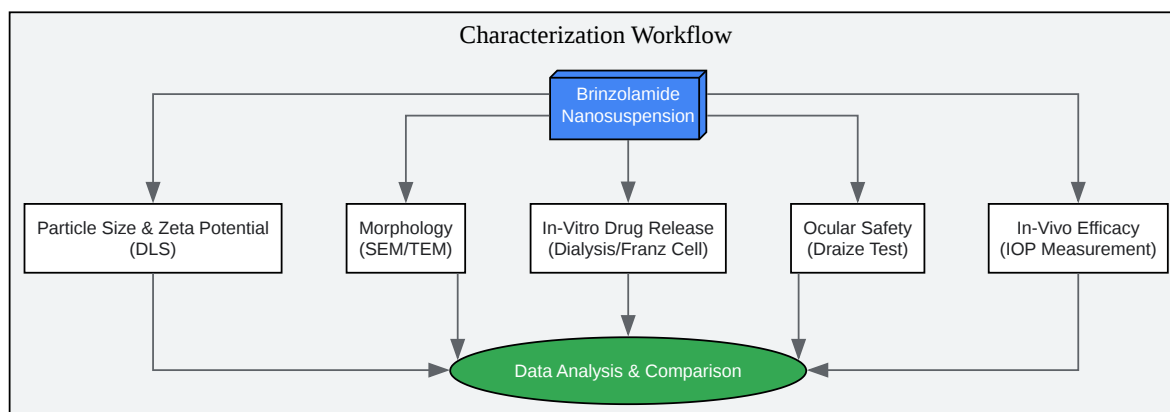 Characterization Workflow
Brinzolamide
Nanosuspension
Particle Size & Zeta Potential
(DLS)
Morphology
(SEM/TEM)
In-Vitro Drug Release
(Dialysis/Franz Cell)
Ocular Safety
(Draize Test)
In-Vivo Efficacy
(IOP Measurement)
Data Analysis & Comparison